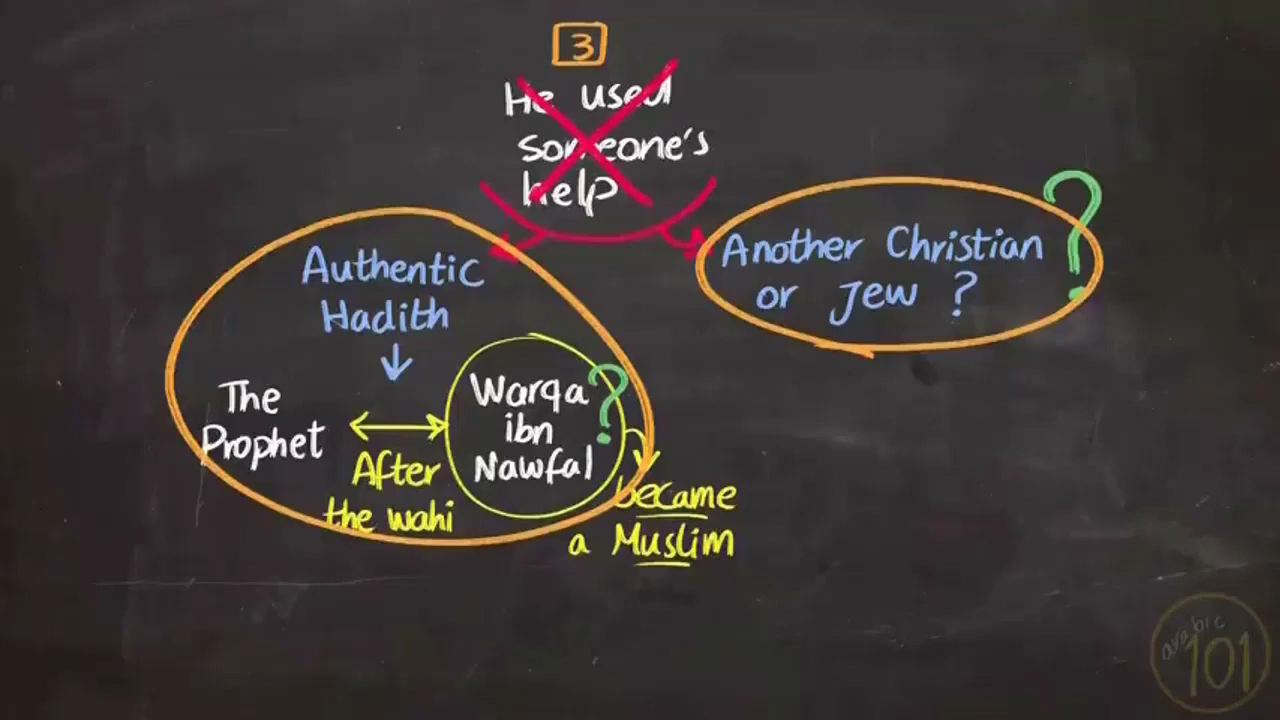 3
He used
someone's
help
Authentic
Hadith
The
Prophet
After
the wahi
Warqa
ibn
Nawfal
?
became
a Muslim
Another Christian
or Jew ?
?
arabic
101